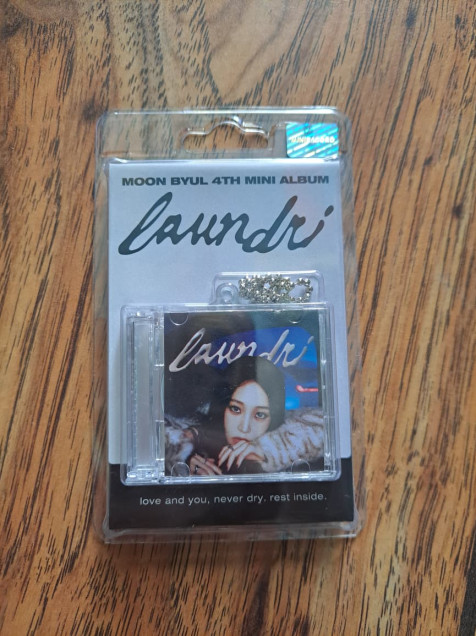 MOON BYUL 4TH MINI ALBUM
laundri
laundri
love and you, never dry. rest inside.